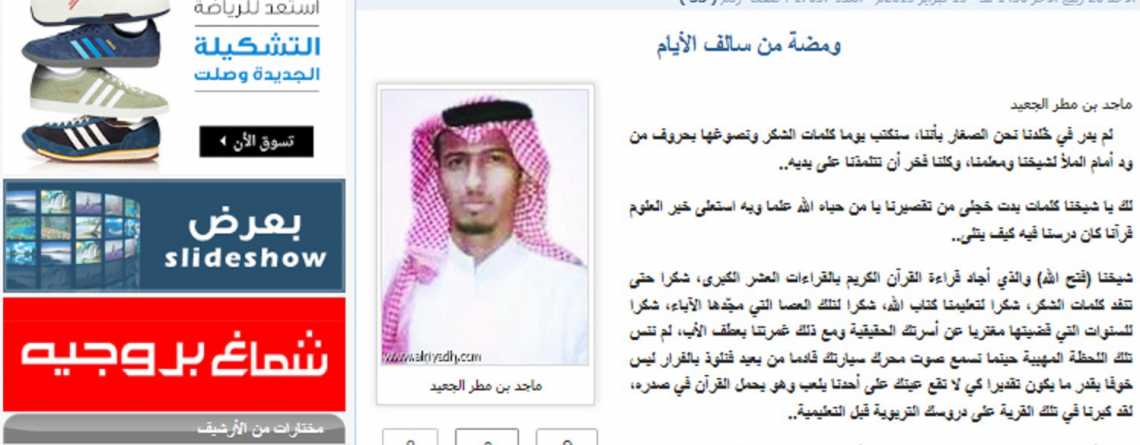 ومضة من سالف الأيام
ماجد بن مطر الجعيد
لم يدر في خُلدنا نحن الصغار بأننا، سنكتب يوما كلمات الشكر ونصوغها بحروف من
ود أمام الملأ لشيخنا ومعلمنا، وكلنا فخر أن تتلمذنا على يديه..
لك يا شيخنا كلمات بدت خجلى من تقصيرنا يا من حباه الله علما وبه استعلى خير العلوم
قرآنا كان درسنا فيه كيف يتلى..
شيخنا (فتح الله) والذي أجاد قراءة القرآن الكريم بالقراءات العشر الكبرى، شكرا حتى
تنفد كلمات الشكر، شكرا لتعليمنا كتاب الله، شكرا لتلك العصا التي مجّدها الآباء، شكرا
للسنوات التي قضيتها مغتربا عن أسرتك الحقيقية ومع ذلك غمرتنا بعطف الأب، لم ننس
تلك اللحظة المهيبة حينما نسمع صوت محرك سيارتك قادما من بعيد فنلوذ بالفرار ليس
خوفا بقدر ما يكون تقديرا كي لا تقع عينك على أحدنا يلعب وهو يحمل القرآن في صدره،
لقد كبرنا في تلك القرية على دروسك التربوية قبل التعليمية..
www.alriyadh.com
ماجد بن مطر الجعيد
استعد للرياضة
التشكيلة
الجديدة وصلت
تسوق الأن
بعرض
slideshow
شماغ بروجيه
مختارات من الأرشيف